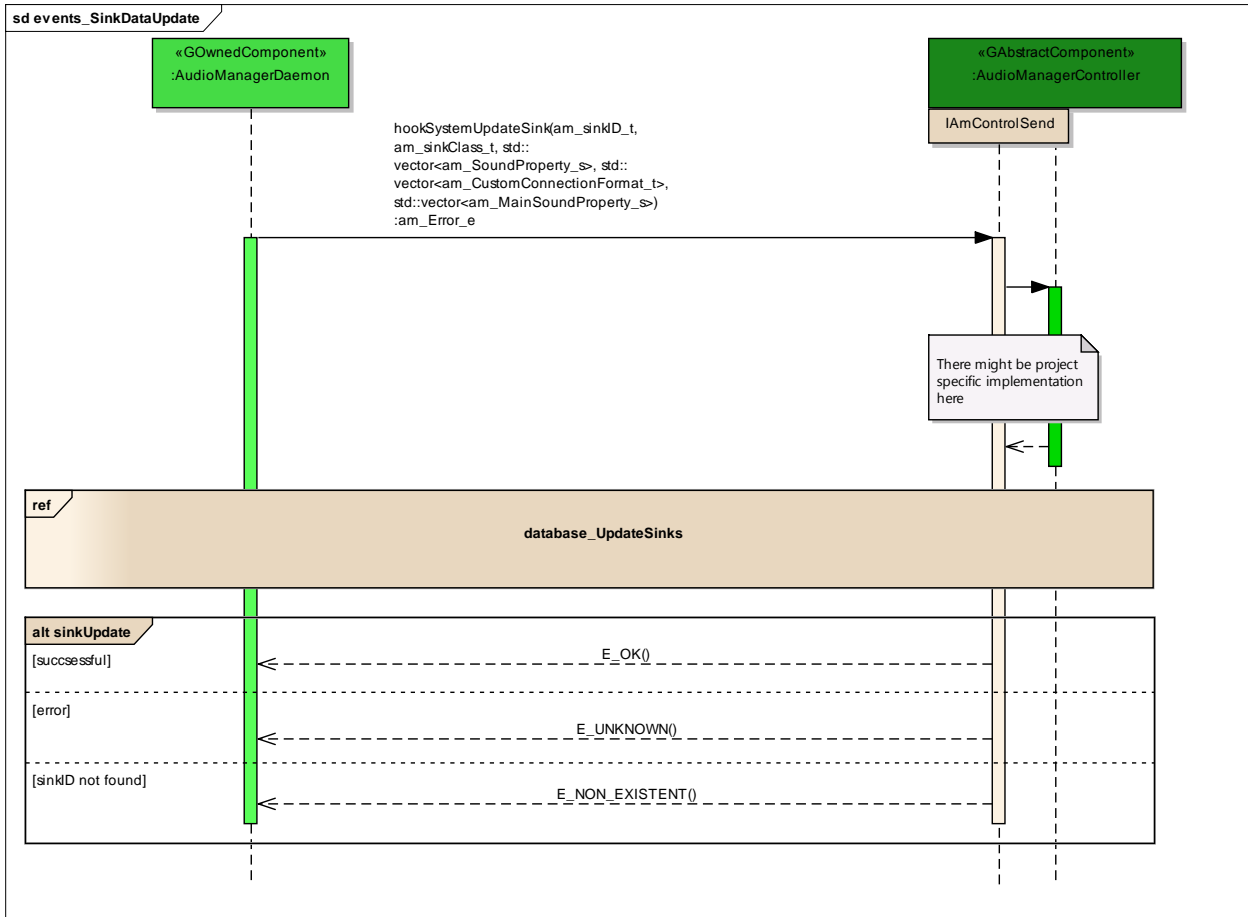 sd events_SinkDataUpdate
«GOwnedComponent»
:AudioManagerDaemon
«GAbstractComponent»
:AudioManagerController
IAmControlSend
hookSystemUpdateSink(am_sinkID_t,
am_sinkClass_t, std::
vector<am_SoundProperty_s>, std::
vector<am_CustomConnectionFormat_t>,
std::vector<am_MainSoundProperty_s>)
:am_Error_e
There might be project
specific implementation
here
ref
database_UpdateSinks
alt sinkUpdate
[succsessful]
E_OK()
[error]
E_UNKNOWN()
[sinkID not found]
E_NON_EXISTENT()